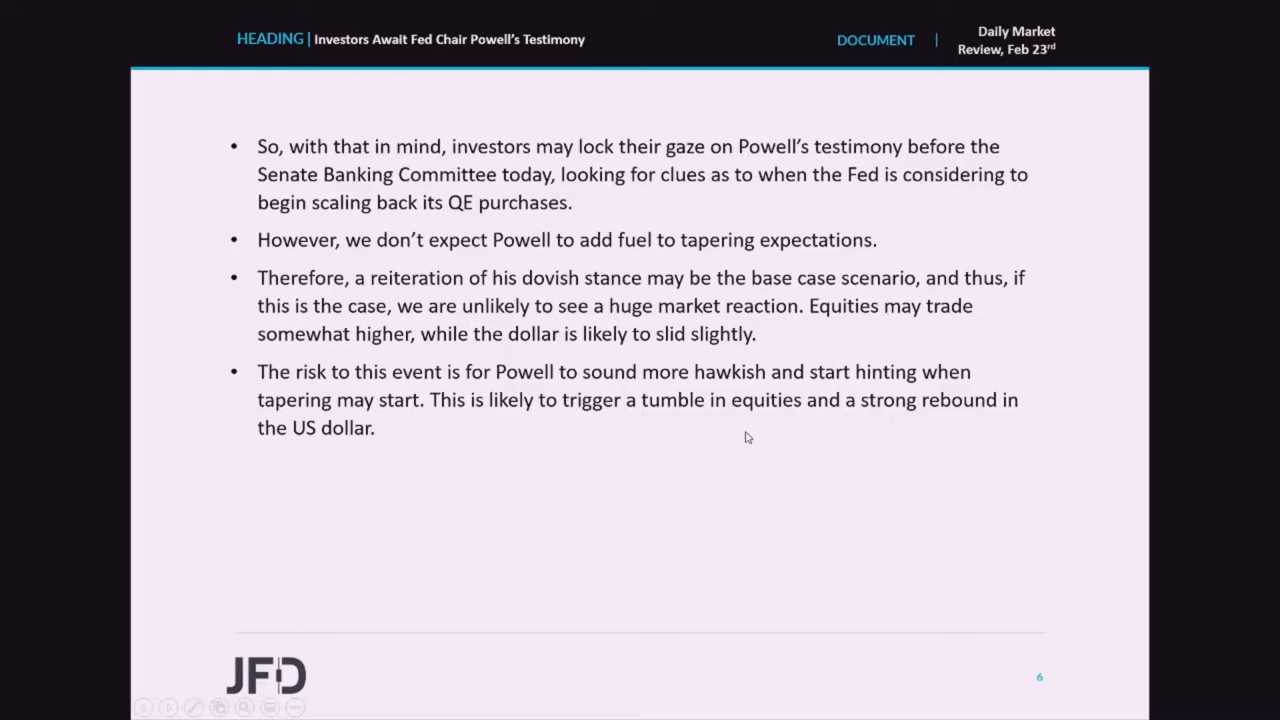 HEADING | Investors Await Fed Chair Powell's Testimony
DOCUMENT |
Daily Market
Review, Feb 23rd
• So, with that in mind, investors may lock their gaze on Powell's testimony before the
Senate Banking Committee today, looking for clues as to when the Fed is considering to
begin scaling back its QE purchases.
• However, we don't expect Powell to add fuel to tapering expectations.
• Therefore, a reiteration of his dovish stance may be the base case scenario, and thus, if
this is the case, we are unlikely to see a huge market reaction. Equities may trade
somewhat higher, while the dollar is likely to slid slightly.
• The risk to this event is for Powell to sound more hawkish and start hinting when
tapering may start. This is likely to trigger a tumble in equities and a strong rebound in
the US dollar.
JFD
6